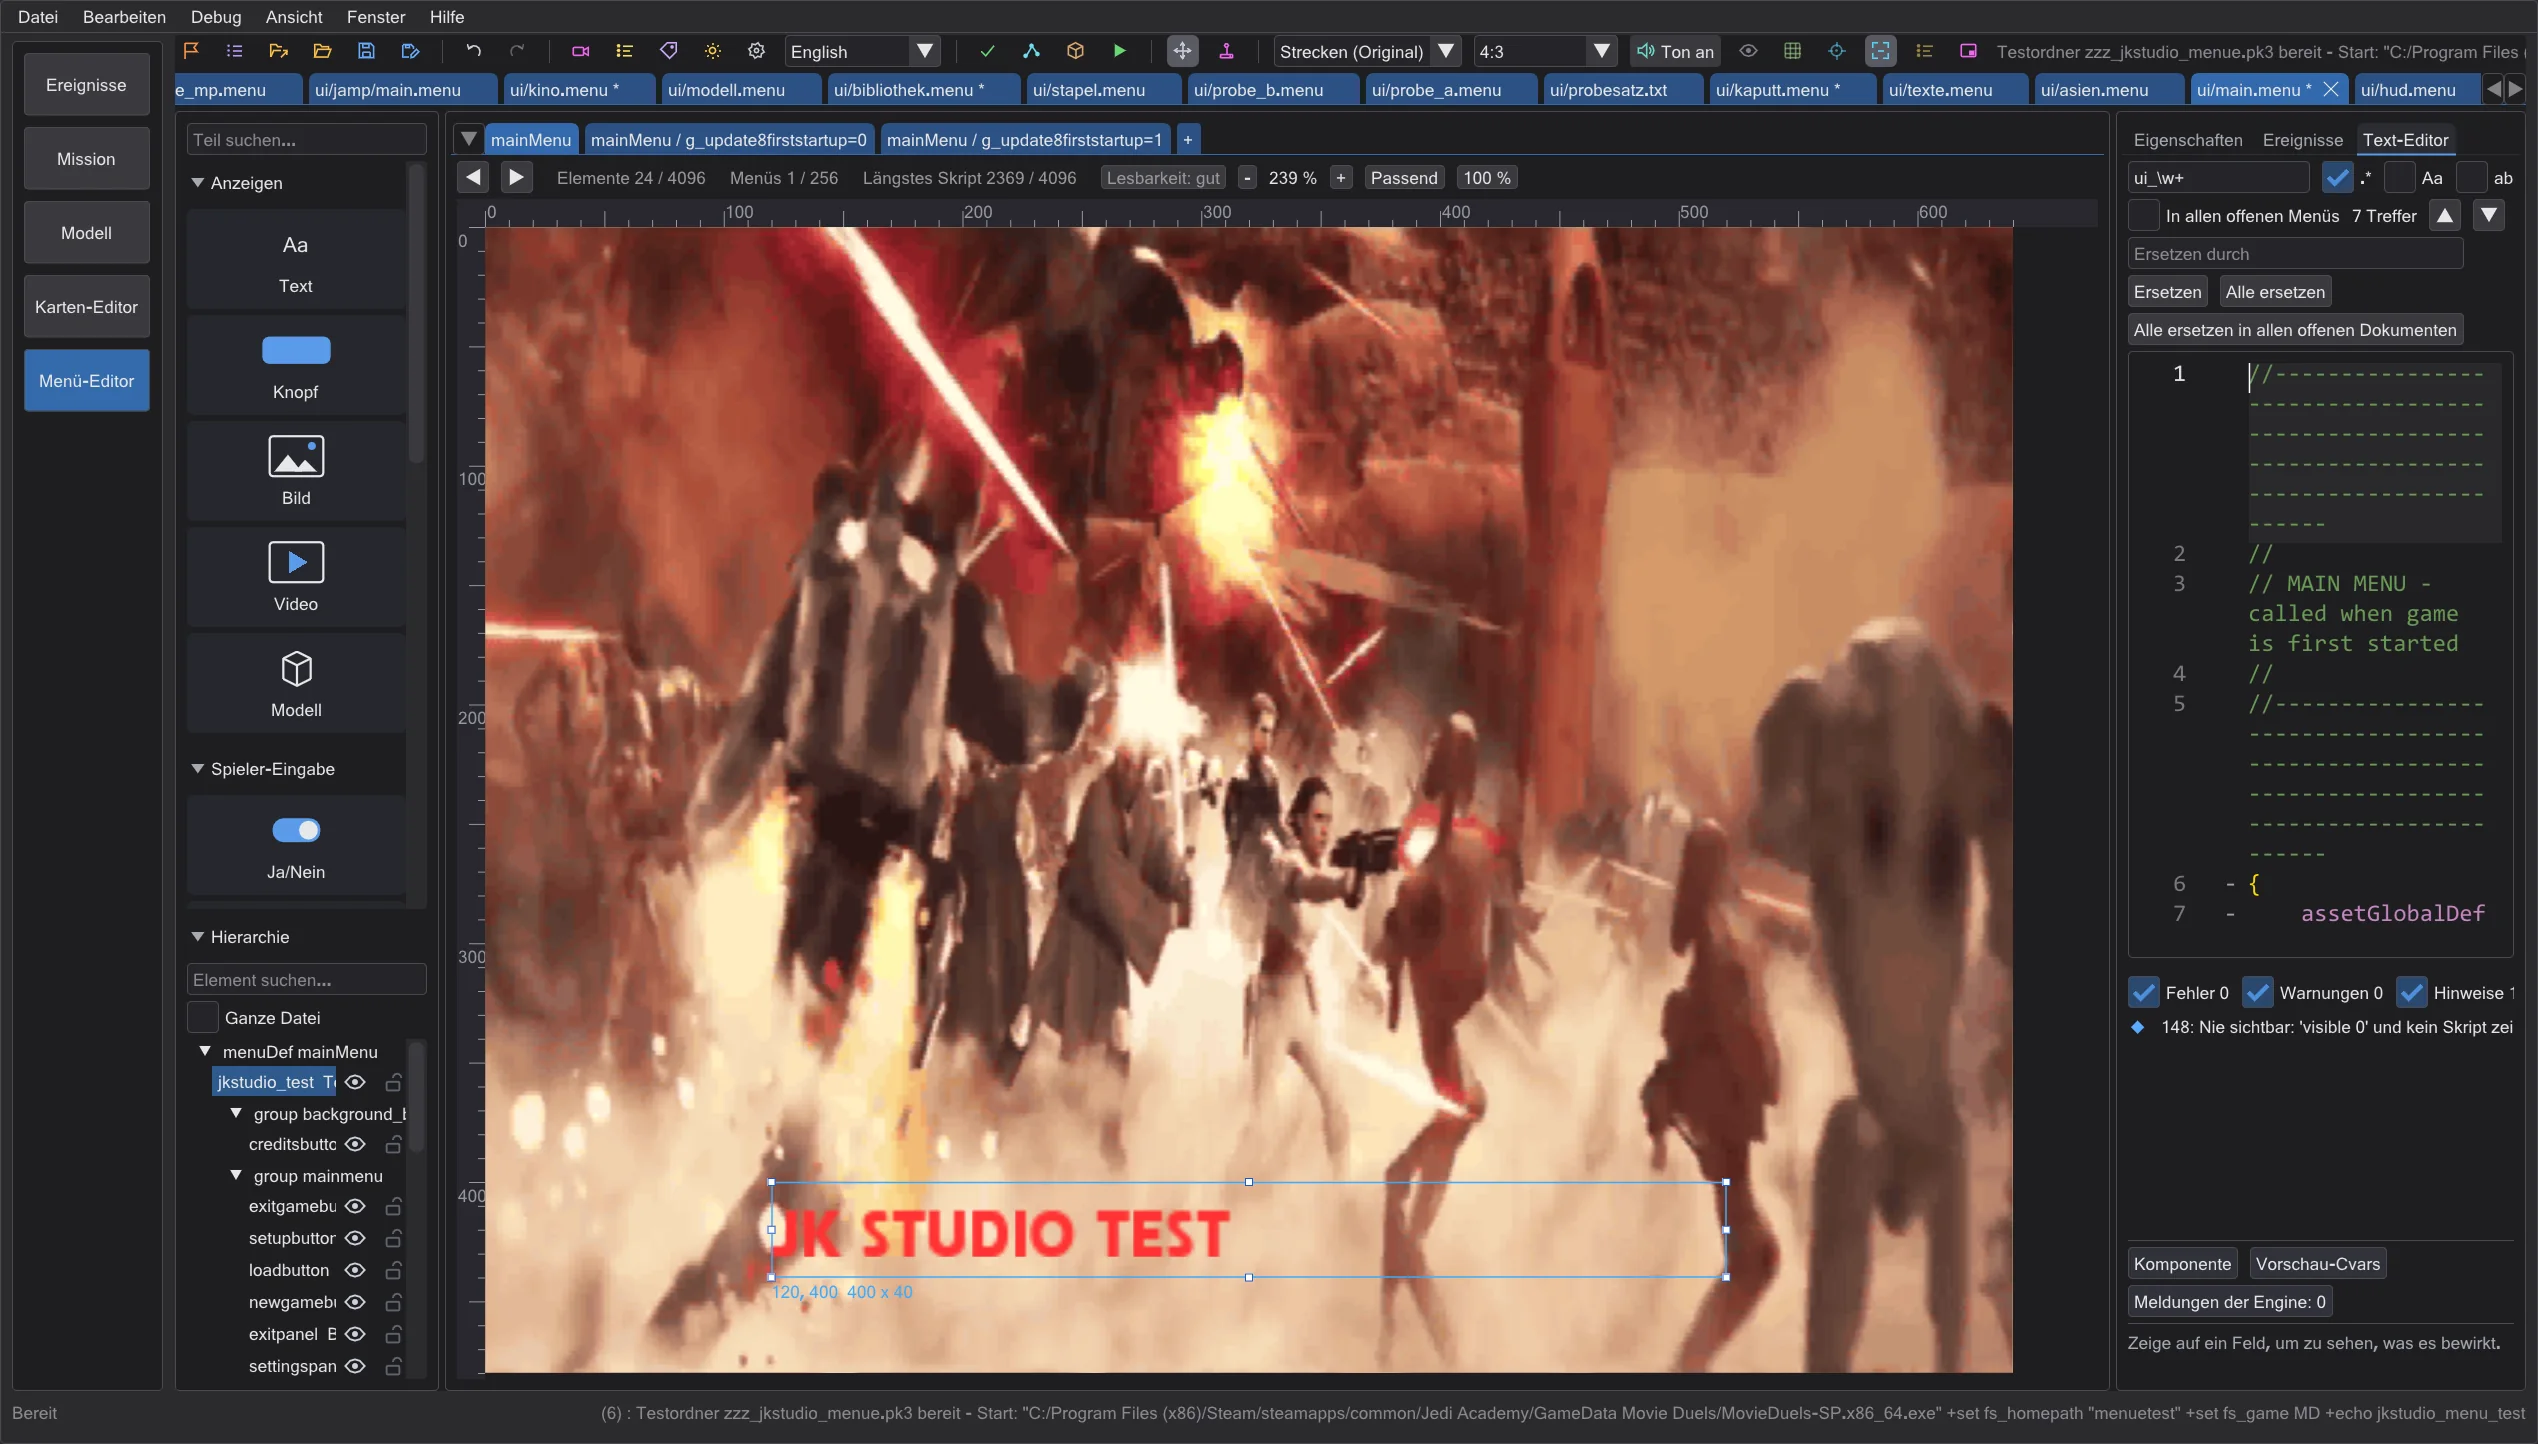 Datei Bearbeiten Debug Ansicht Fenster Hilfe
English
Strecken (Original)
4:3
Ton an
Testordner zzz_jkstudio_menue.pk3 bereit - Start: "C:/Program Files
e_mp.menu ui/jamp/main.menu ui/kino.menu * ui/modell.menu ui/bibliothek.menu * ui/stapel.menu ui/probe_b.menu ui/probe_a.menu ui/probesatz.txt ui/kaputt.menu * ui/texte.menu ui/asien.menu ui/main.menu * ui/hud.menu
Ereignisse
Mission
Modell
Karten-Editor
Menü-Editor
Teil suchen...
Anzeigen
Aa
Text
Knopf
Bild
Video
Modell
Spieler-Eingabe
Ja/Nein
Hierarchie
Element suchen...
Ganze Datei
menuDef mainMenu
jkstudio_test
group background_
creditsbutto
group mainmenu
exitgamebu
setupbutton
loadbutton
newgamebu
exitpanel B
settingspan
mainMenu mainMenu / g_update8firststartup=0 mainMenu / g_update8firststartup=1 +
Elemente 24 / 4096 Menüs 1 / 256 Längstes Skript 2369 / 4096 Lesbarkeit: gut - 239 % + Passend 100 %
0 100 200 300 400 500 600
0
100
200
300
400
JK STUDIO TEST
120, 400 400 x 40
Eigenschaften Ereignisse Text-Editor
ui_\w+ .* Aa ab
In allen offenen Menüs 7 Treffer
Ersetzen durch
Ersetzen Alle ersetzen
Alle ersetzen in allen offenen Dokumenten
1 //----------------
------------------
------------------
------------------
------------------
------
2 //
3 // MAIN MENU -
called when game
is first started
4 //
5 //----------------
------------------
------------------
------------------
------------------
------
6 - {
7 - assetGlobalDef
Fehler 0 Warnungen 0 Hinweise 1
148: Nie sichtbar: 'visible 0' und kein Skript zei
Komponente Vorschau-Cvars
Meldungen der Engine: 0
Zeige auf ein Feld, um zu sehen, was es bewirkt.
Bereit
(6) : Testordner zzz_jkstudio_menue.pk3 bereit - Start: "C:/Program Files (x86)/Steam/steamapps/common/Jedi Academy/GameData Movie Duels/MovieDuels-SP.x86_64.exe" +set fs_homepath "menuetest" +set fs_game MD +echo jkstudio_menu_test